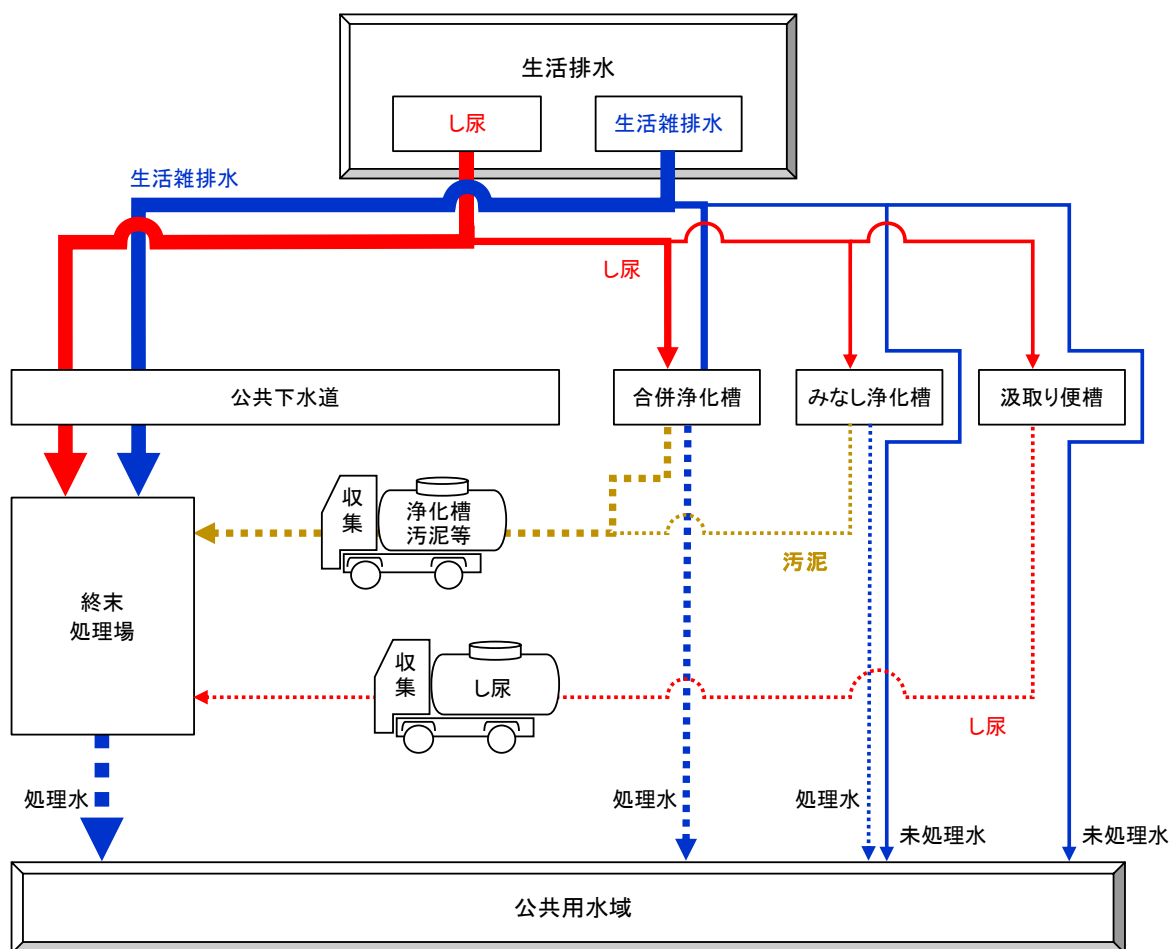 生活排水
し尿
生活雑排水
生活雑排水
し尿
公共下水道
合併浄化槽
みなし浄化槽
汲取り便槽
収集
浄化槽
汚泥等
汚泥
終末
処理場
収集
し尿
し尿
処理水
処理水
処理水
未処理水
未処理水
公共用水域